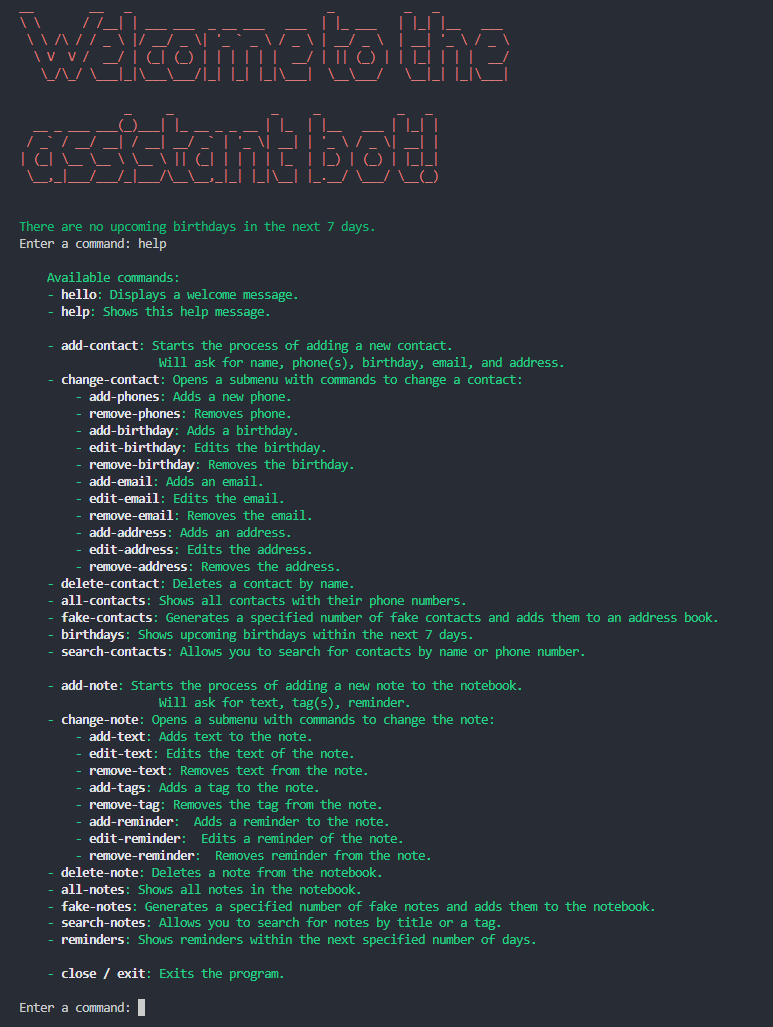 Welcome to the
assistant bot!
There are no upcoming birthdays in the next 7 days.
Enter a command: help
Available commands:
- hello: Displays a welcome message.
- help: Shows this help message.
- add-contact: Starts the process of adding a new contact.
Will ask for name, phone(s), birthday, email, and address.
- change-contact: Opens a submenu with commands to change a contact:
- add-phones: Adds a new phone.
- remove-phones: Removes phone.
- add-birthday: Adds a birthday.
- edit-birthday: Edits the birthday.
- remove-birthday: Removes the birthday.
- add-email: Adds an email.
- edit-email: Edits the email.
- remove-email: Removes the email.
- add-address: Adds an address.
- edit-address: Edits the address.
- remove-address: Removes the address.
- delete-contact: Deletes a contact by name.
- all-contacts: Shows all contacts with their phone numbers.
- fake-contacts: Generates a specified number of fake contacts and adds them to an address book.
- birthdays: Shows upcoming birthdays within the next 7 days.
- search-contacts: Allows you to search for contacts by name or phone number.
- add-note: Starts the process of adding a new note to the notebook.
Will ask for text, tag(s), reminder.
- change-note: Opens a submenu with commands to change the note:
- add-text: Adds text to the note.
- edit-text: Edits the text of the note.
- remove-text: Removes text from the note.
- add-tags: Adds a tag to the note.
- remove-tag: Removes the tag from the note.
- add-reminder:  Adds a reminder to the note.
- edit-reminder:  Edits a reminder of the note.
- remove-reminder:  Removes reminder from the note.
- delete-note: Deletes a note from the notebook.
- all-notes: Shows all notes in the notebook.
- fake-notes: Generates a specified number of fake notes and adds them to the notebook.
- search-notes: Allows you to search for notes by title or a tag.
- reminders: Shows reminders within the next specified number of days.
- close / exit: Exits the program.
Enter a command: